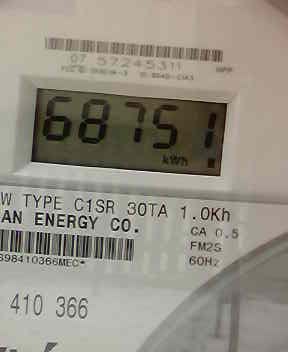 07 57245311
68751
kWh
W TYPE C1SR 30TA 1.0Kh
AN ENERGY CO.
CA 0.5
FM2S
698410366MEC*
60Hz
410 366